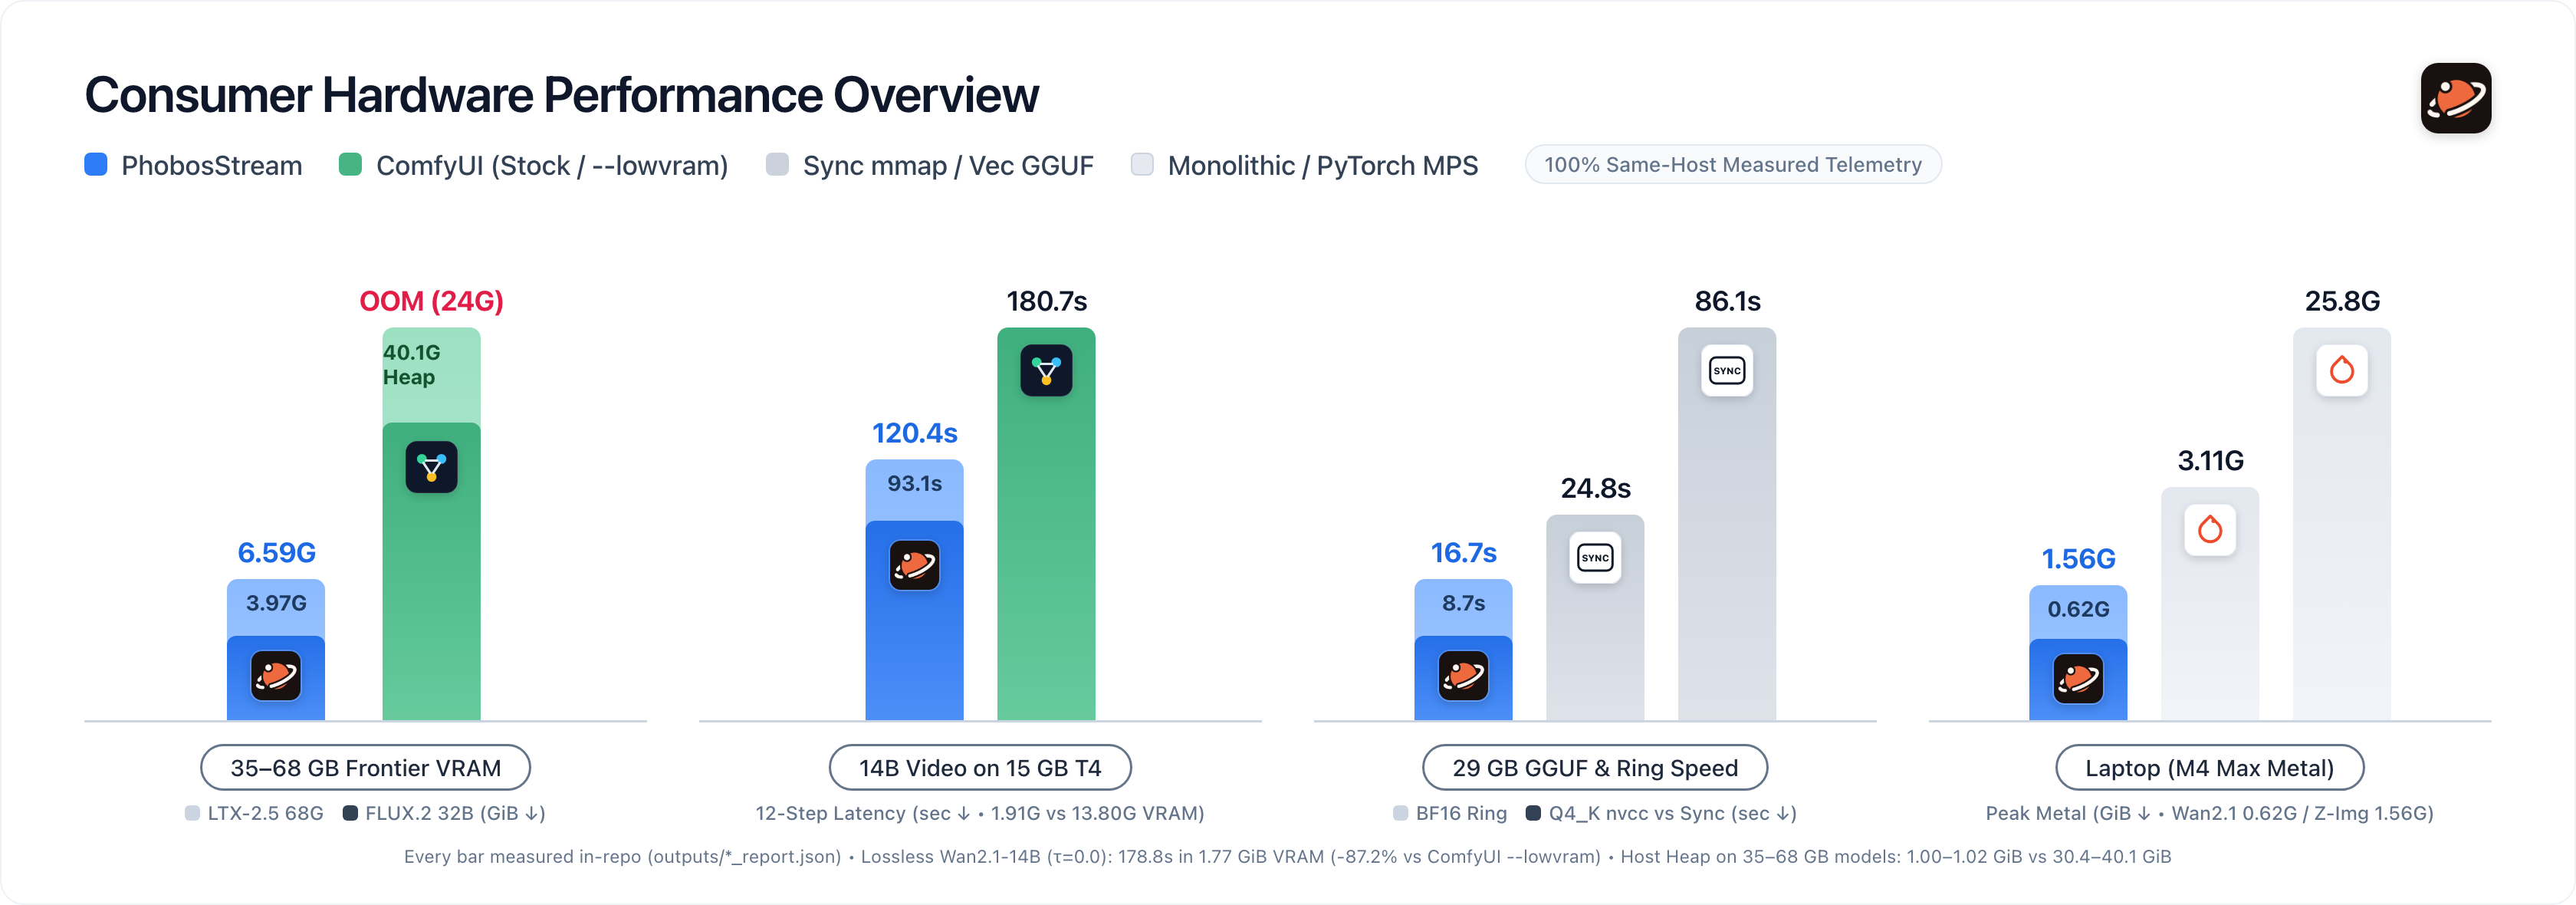 Consumer Hardware Performance Overview
PhobosStream ComfyUI (Stock / --lowvram) Sync mmap / Vec GGUF Monolithic / PyTorch MPS 100% Same-Host Measured Telemetry
6.59G
3.97G
OOM (24G)
40.1G
Heap
120.4s
93.1s
180.7s
16.7s
8.7s
24.8s
SYNC
86.1s
SYNC
1.56G
0.62G
3.11G
25.8G
35–68 GB Frontier VRAM
LTX-2.5 68G FLUX.2 32B (GiB ↓)
14B Video on 15 GB T4
12-Step Latency (sec ↓ • 1.91G vs 13.80G VRAM)
29 GB GGUF & Ring Speed
BF16 Ring Q4_K nvcc vs Sync (sec ↓)
Laptop (M4 Max Metal)
Peak Metal (GiB ↓ • Wan2.1 0.62G / Z-Img 1.56G)
Every bar measured in-repo (outputs/*_report.json) • Lossless Wan2.1-14B (τ=0.0): 178.8s in 1.77 GiB VRAM (-87.2% vs ComfyUI --lowvram) • Host Heap on 35–68 GB models: 1.00–1.02 GiB vs 30.4–40.1 GiB